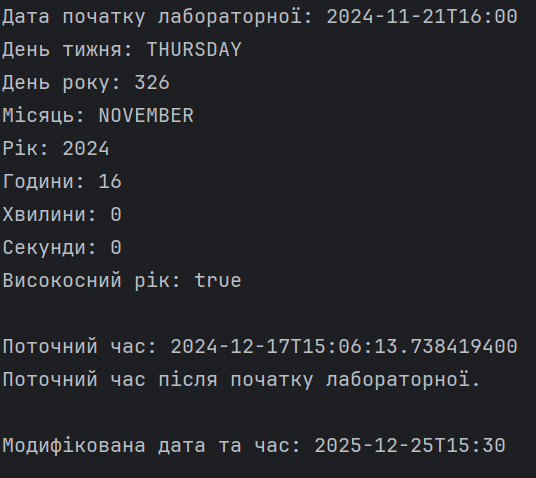 Дата початку лабораторної: 2024-11-21T16:00
День тижня: THURSDAY
День року: 326
Місяць: NOVEMBER
Рік: 2024
Години: 16
Хвилини: 0
Секунди: 0
Високосний рік: true
Поточний час: 2024-12-17T15:06:13.738419400
Поточний час після початку лабораторної.
Модифікована дата та час: 2025-12-25T15:30